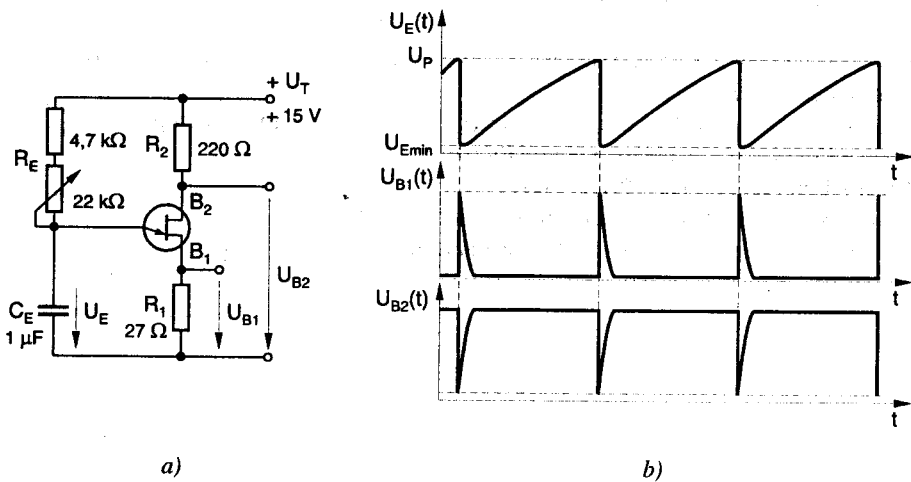 + U_T
+ 15 V
4,7 kΩ
R_E
22 kΩ
R_2
220 Ω
B_2
B_1
C_E
1 µF
U_E
R_1
27 Ω
U_B1
U_B2
a)
U_E(t)
U_P
U_Emin
t
U_B1(t)
t
U_B2(t)
t
b)